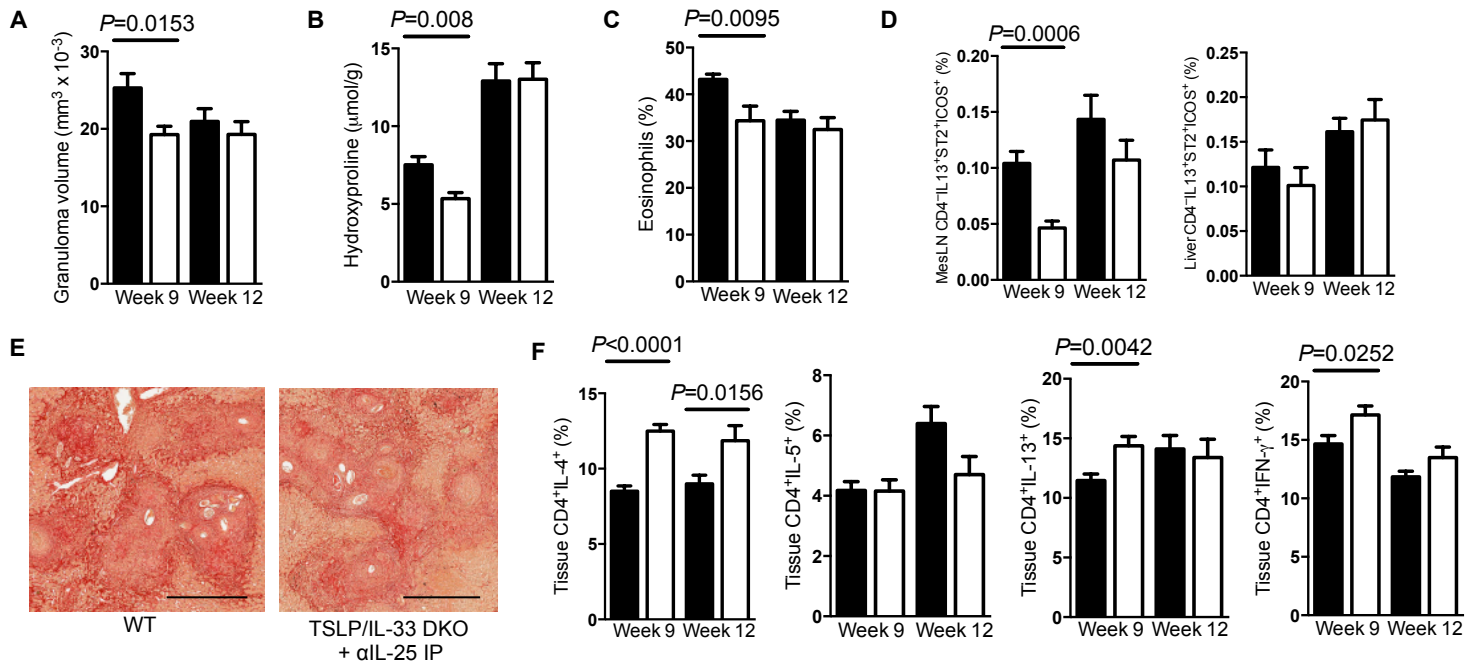 A
P=0.0153
Granuloma volume (mm³ x 10⁻³)
30
20
10
0
Week 9 Week 12
B
P=0.008
Hydroxyproline (μmol/g)
15
10
5
0
Week 9 Week 12
C
P=0.0095
Eosinophils (%)
50
40
30
20
10
0
Week 9 Week 12
D
P=0.0006
MesLN CD4⁻IL13⁺ST2⁺ICOS⁺ (%)
0.20
0.15
0.10
0.05
0.00
Week 9 Week 12
Liver CD4⁻IL13⁺ST2⁺ICOS⁺ (%)
0.25
0.20
0.15
0.10
0.05
0.00
Week 9 Week 12
E
WT
TSLP/IL-33 DKO
+ αIL-25 IP
F
P<0.0001
P=0.0156
Tissue CD4⁺IL-4⁺ (%)
15
10
5
0
Week 9 Week 12
Tissue CD4⁺IL-5⁺ (%)
8
6
4
2
0
Week 9 Week 12
P=0.0042
Tissue CD4⁺IL-13⁺ (%)
20
15
10
5
0
Week 9 Week 12
P=0.0252
Tissue CD4⁺IFN-γ⁺ (%)
20
15
10
5
0
Week 9 Week 12